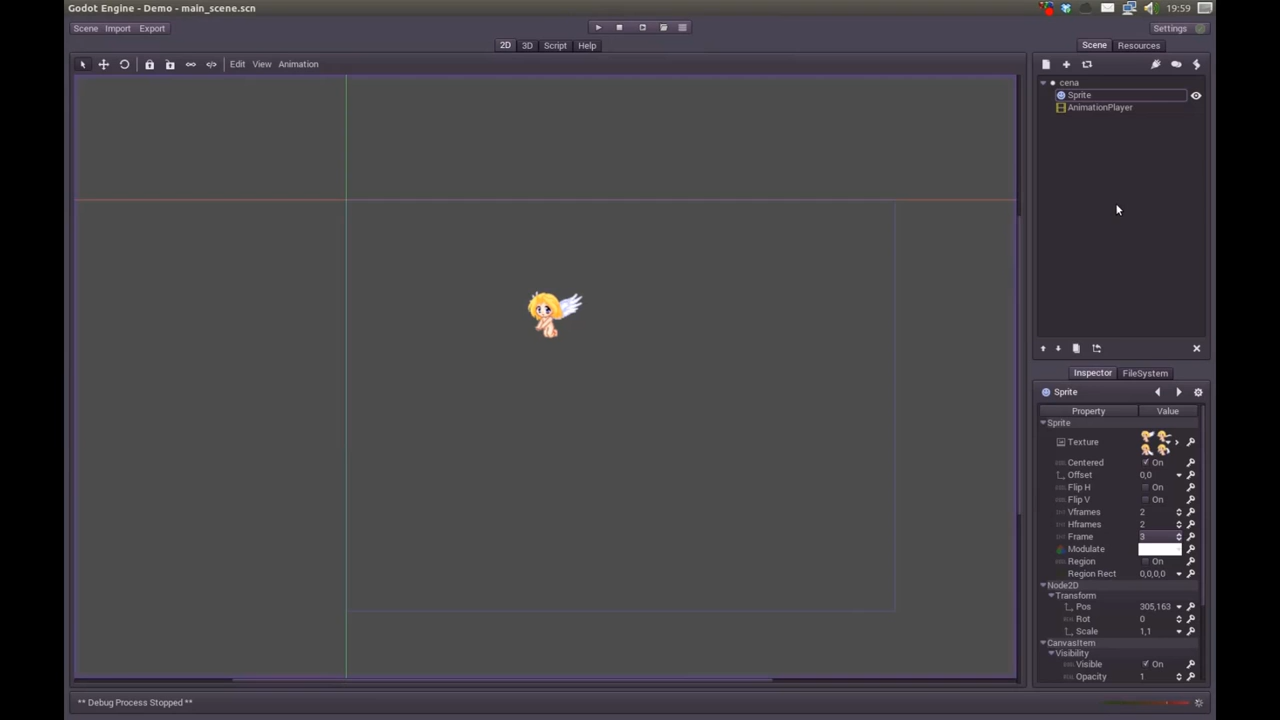 Godot Engine - Demo - main_scene.scn
19:59
Scene Import Export
Settings
2D 3D Script Help
Scene Resources
Edit View Animation
cena
Sprite
AnimationPlayer
Inspector FileSystem
Sprite
Property Value
Sprite
Texture
Centered On
Offset 0,0
Flip H On
Flip V On
Vframes 2
Hframes 2
Frame 3
Modulate
Region On
Region Rect 0,0,0,0
Node2D
Transform
Pos 305,163
Rot 0
Scale 1,1
CanvasItem
Visibility
Visible On
Opacity 1
** Debug Process Stopped **